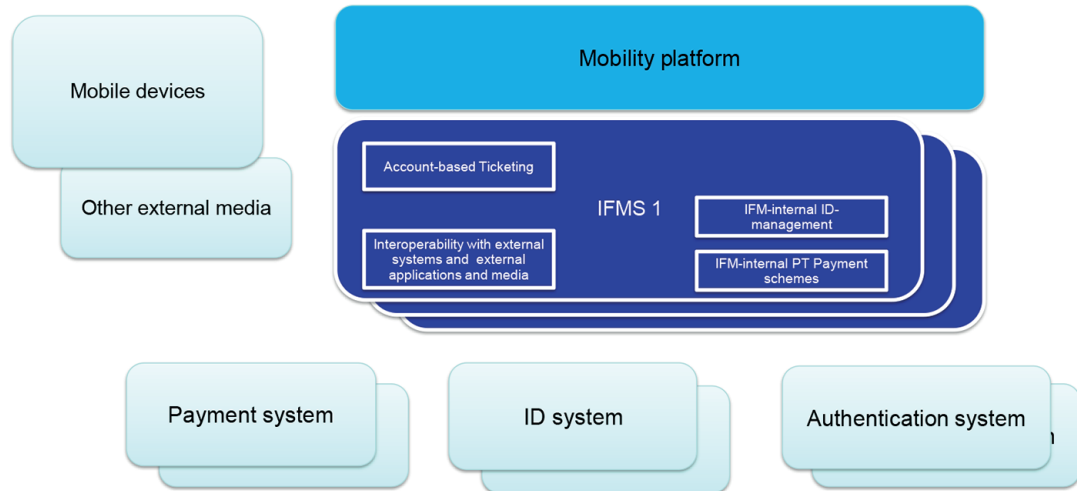 Mobility platform
Mobile devices
Other external media
Account-based Ticketing
IFMS 1
IFM-internal ID-
management
Interoperability with external
systems and external
applications and media
IFM-internal PT Payment
schemes
Payment system
ID system
Authentication system